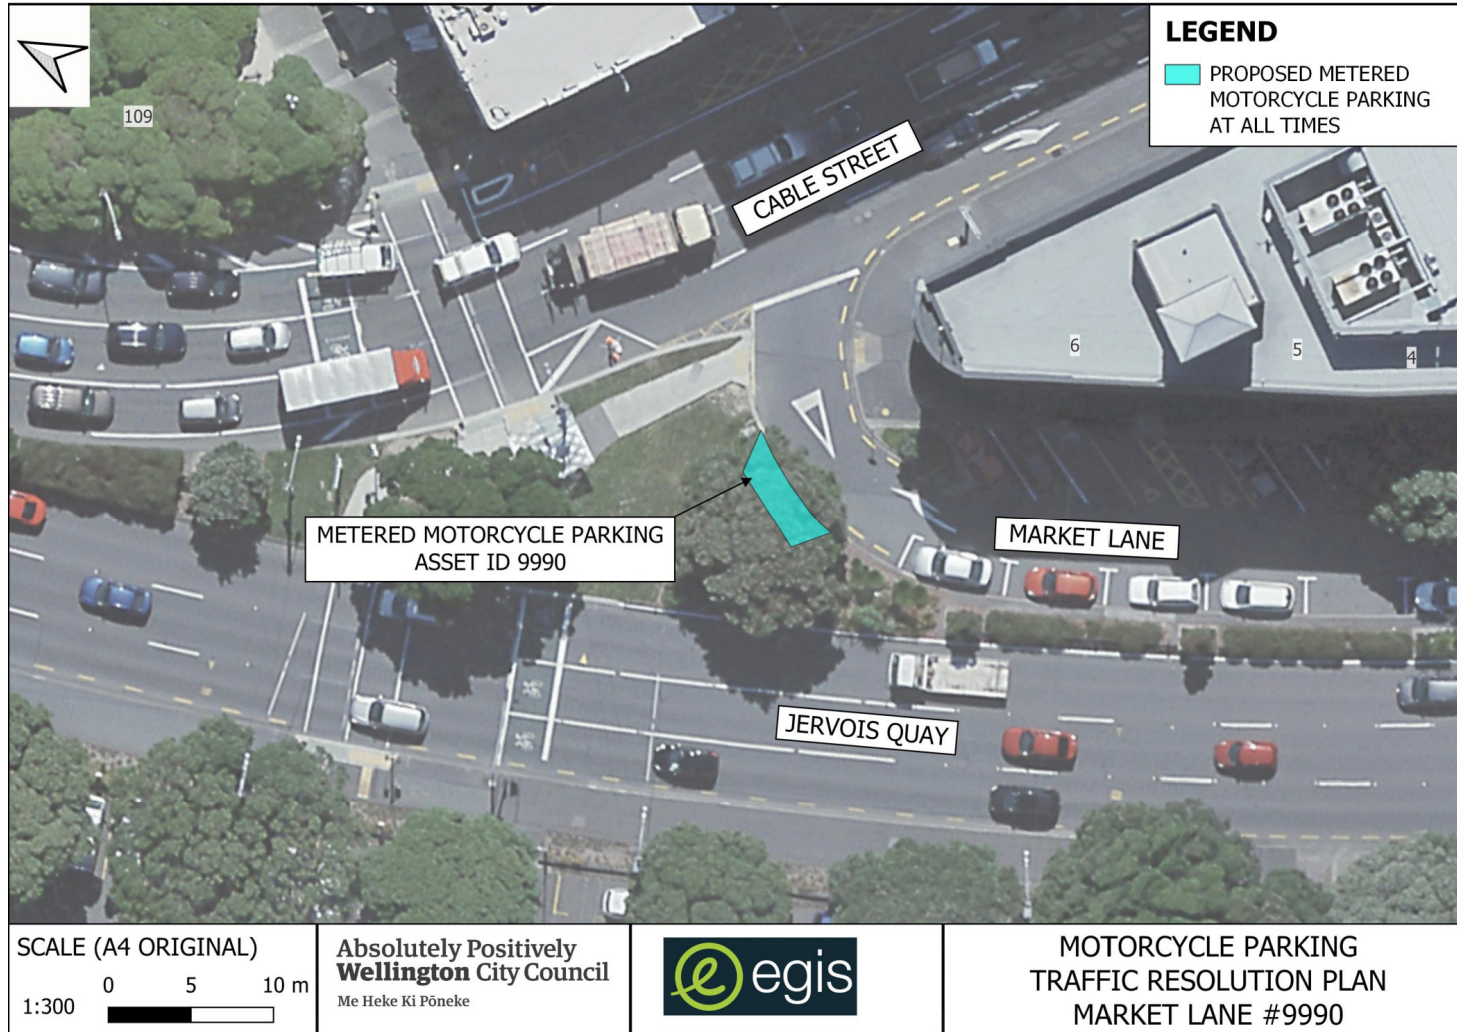 LEGEND
PROPOSED METERED
MOTORCYCLE PARKING
AT ALL TIMES
109
CABLE STREET
6
5
4
METERED MOTORCYCLE PARKING
ASSET ID 9990
MARKET LANE
JERVOIS QUAY
SCALE (A4 ORIGINAL)
0 5 10 m
1:300
Absolutely Positively
Wellington City Council
Me Heke Ki Pōneke
e egis
MOTORCYCLE PARKING
TRAFFIC RESOLUTION PLAN
MARKET LANE #9990